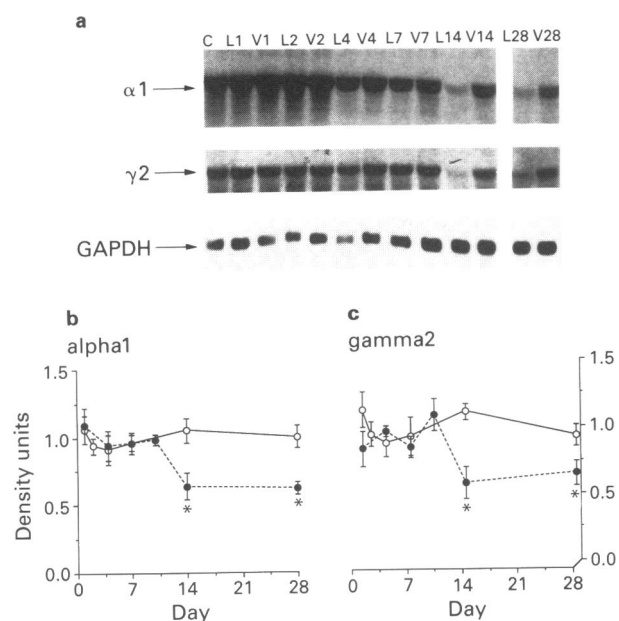 a
C L1 V1 L2 V2 L4 V4 L7 V7 L14 V14 L28 V28
α1
γ2
GAPDH
b
alpha1
Density units
1.5
1.0
0.5
0.0
0 7 14 21 28
Day
* *
c
gamma2
1.5
1.0
0.5
0.0
0 7 14 21 28
Day
* *